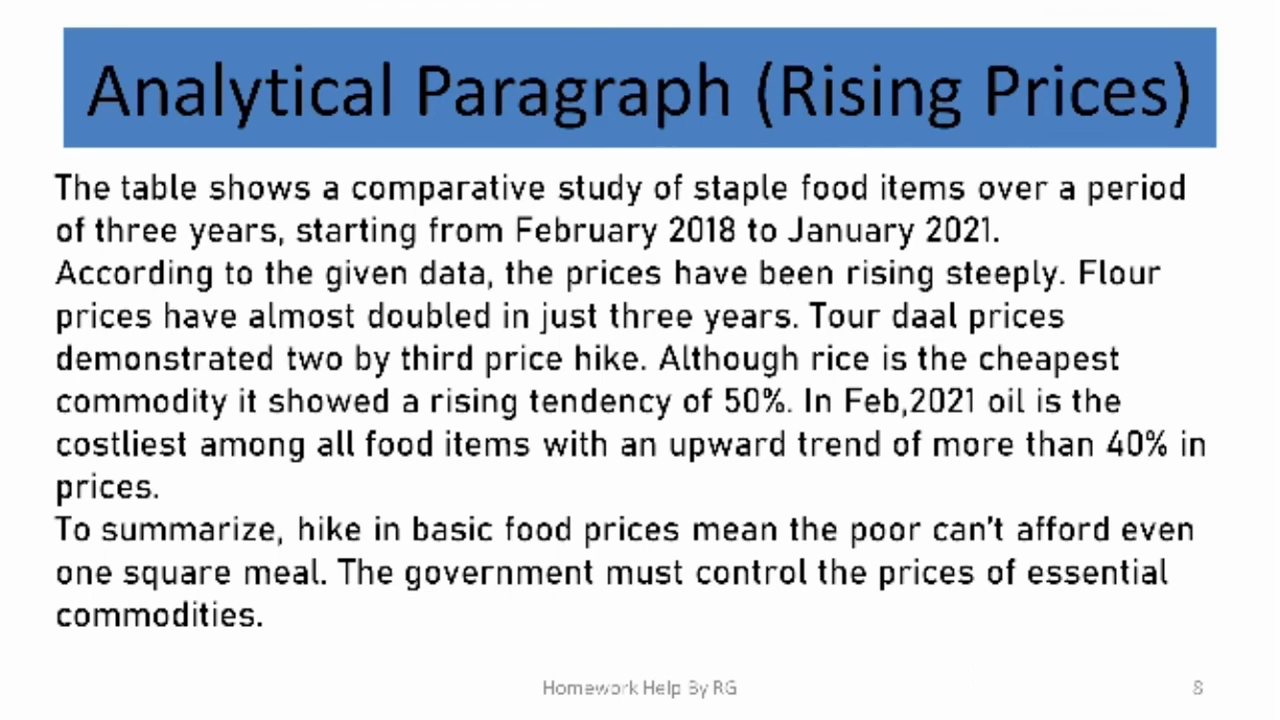 Analytical Paragraph (Rising Prices)
The table shows a comparative study of staple food items over a period
of three years, starting from February 2018 to January 2021.
According to the given data, the prices have been rising steeply. Flour
prices have almost doubled in just three years. Tour daal prices
demonstrated two by third price hike. Although rice is the cheapest
commodity it showed a rising tendency of 50%. In Feb,2021 oil is the
costliest among all food items with an upward trend of more than 40% in
prices.
To summarize, hike in basic food prices mean the poor can't afford even
one square meal. The government must control the prices of essential
commodities.
Homework Help By RG
8